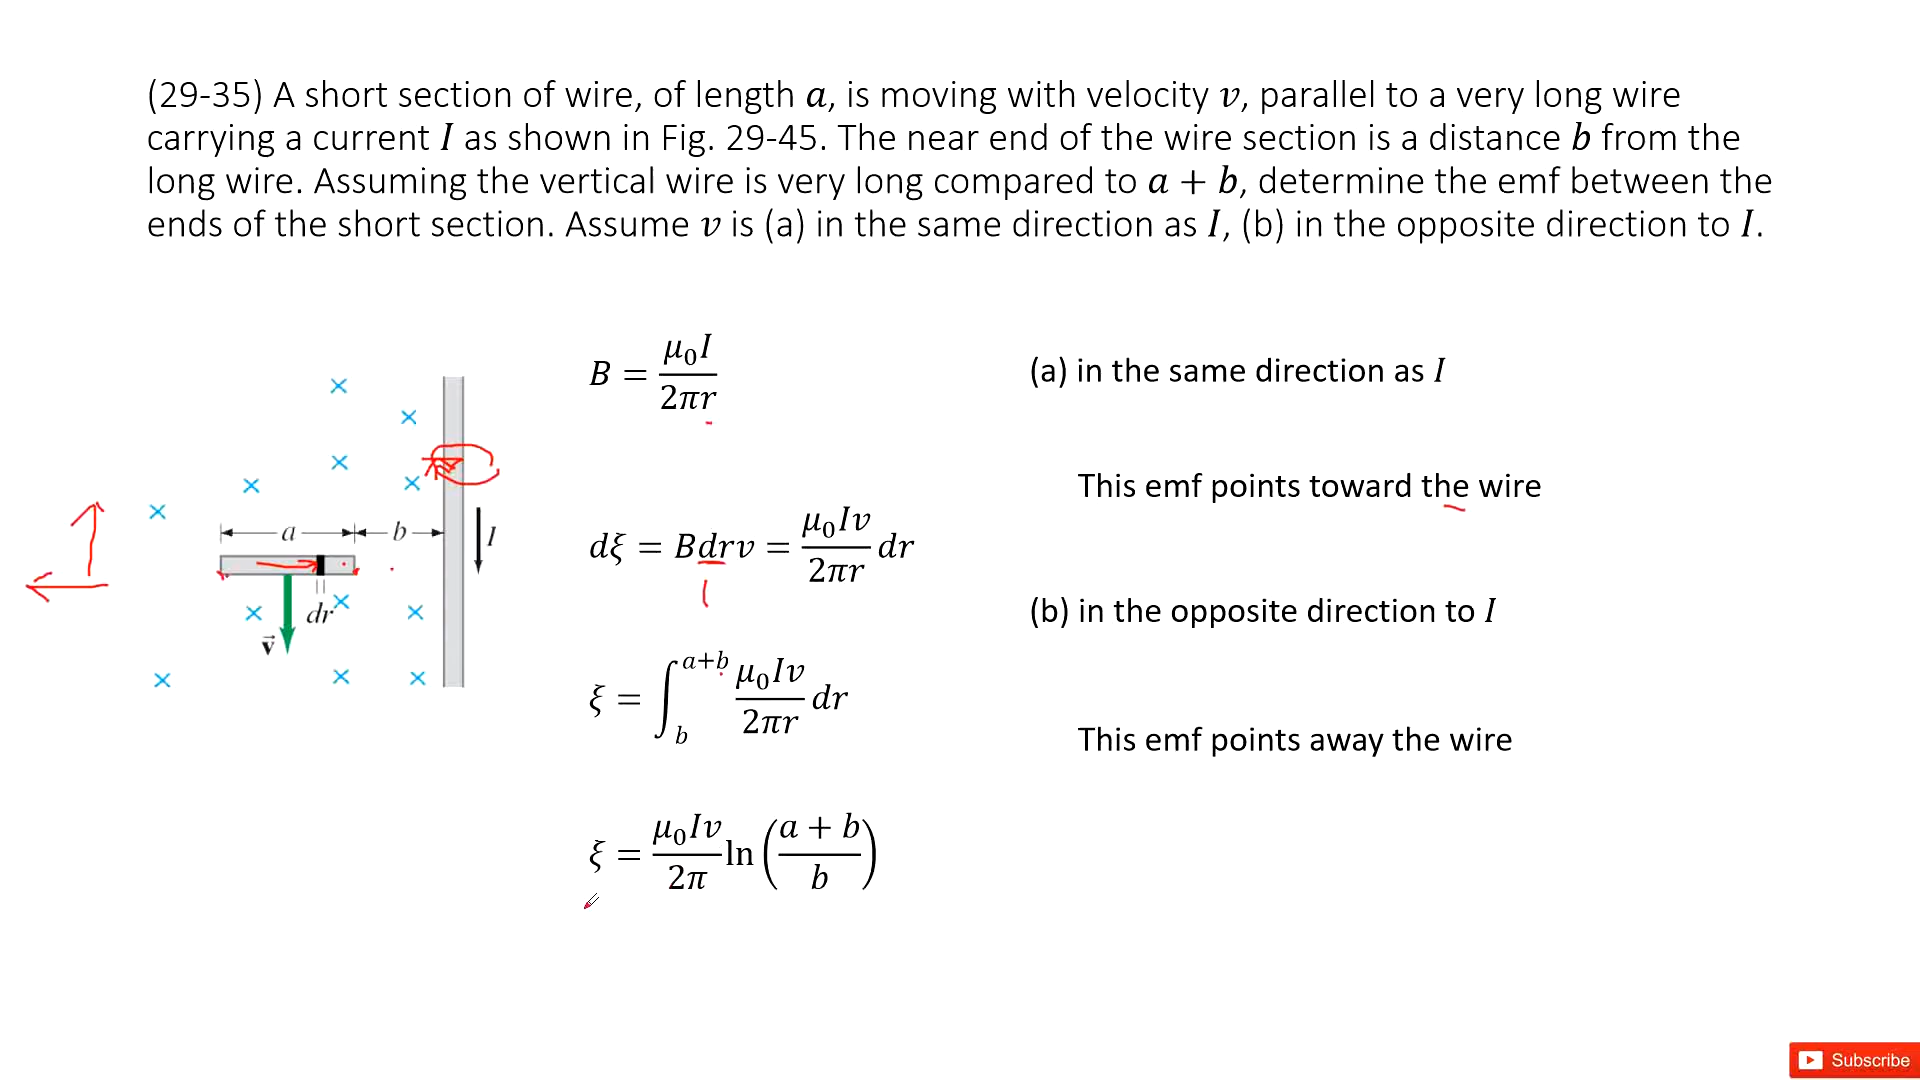 (29-35) A short section of wire, of length a, is moving with velocity v, parallel to a very long wire
carrying a current I as shown in Fig. 29-45. The near end of the wire section is a distance b from the
long wire. Assuming the vertical wire is very long compared to a + b, determine the emf between the
ends of the short section. Assume v is (a) in the same direction as I, (b) in the opposite direction to I.
B = μ₀I / 2πr
dξ = Bdrv = μ₀Iv / 2πr dr
ξ = ∫_b^{a+b} μ₀Iv / 2πr dr
ξ = μ₀Iv / 2π ln((a + b) / b)
a b I
dr
v⃗
(a) in the same direction as I
This emf points toward the wire
(b) in the opposite direction to I
This emf points away the wire
Subscribe